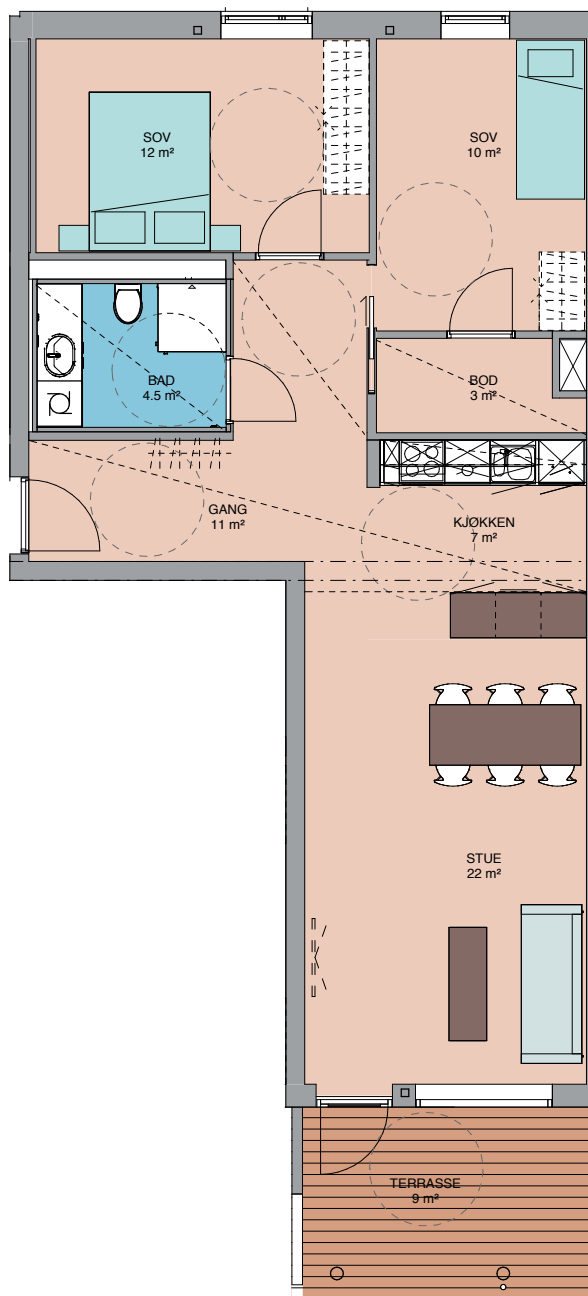 SOV
12 m²
SOV
10 m²
BAD
4.5 m²
BOD
3 m²
GANG
11 m²
KJØKKEN
7 m²
STUE
22 m²
TERRASSE
9 m²